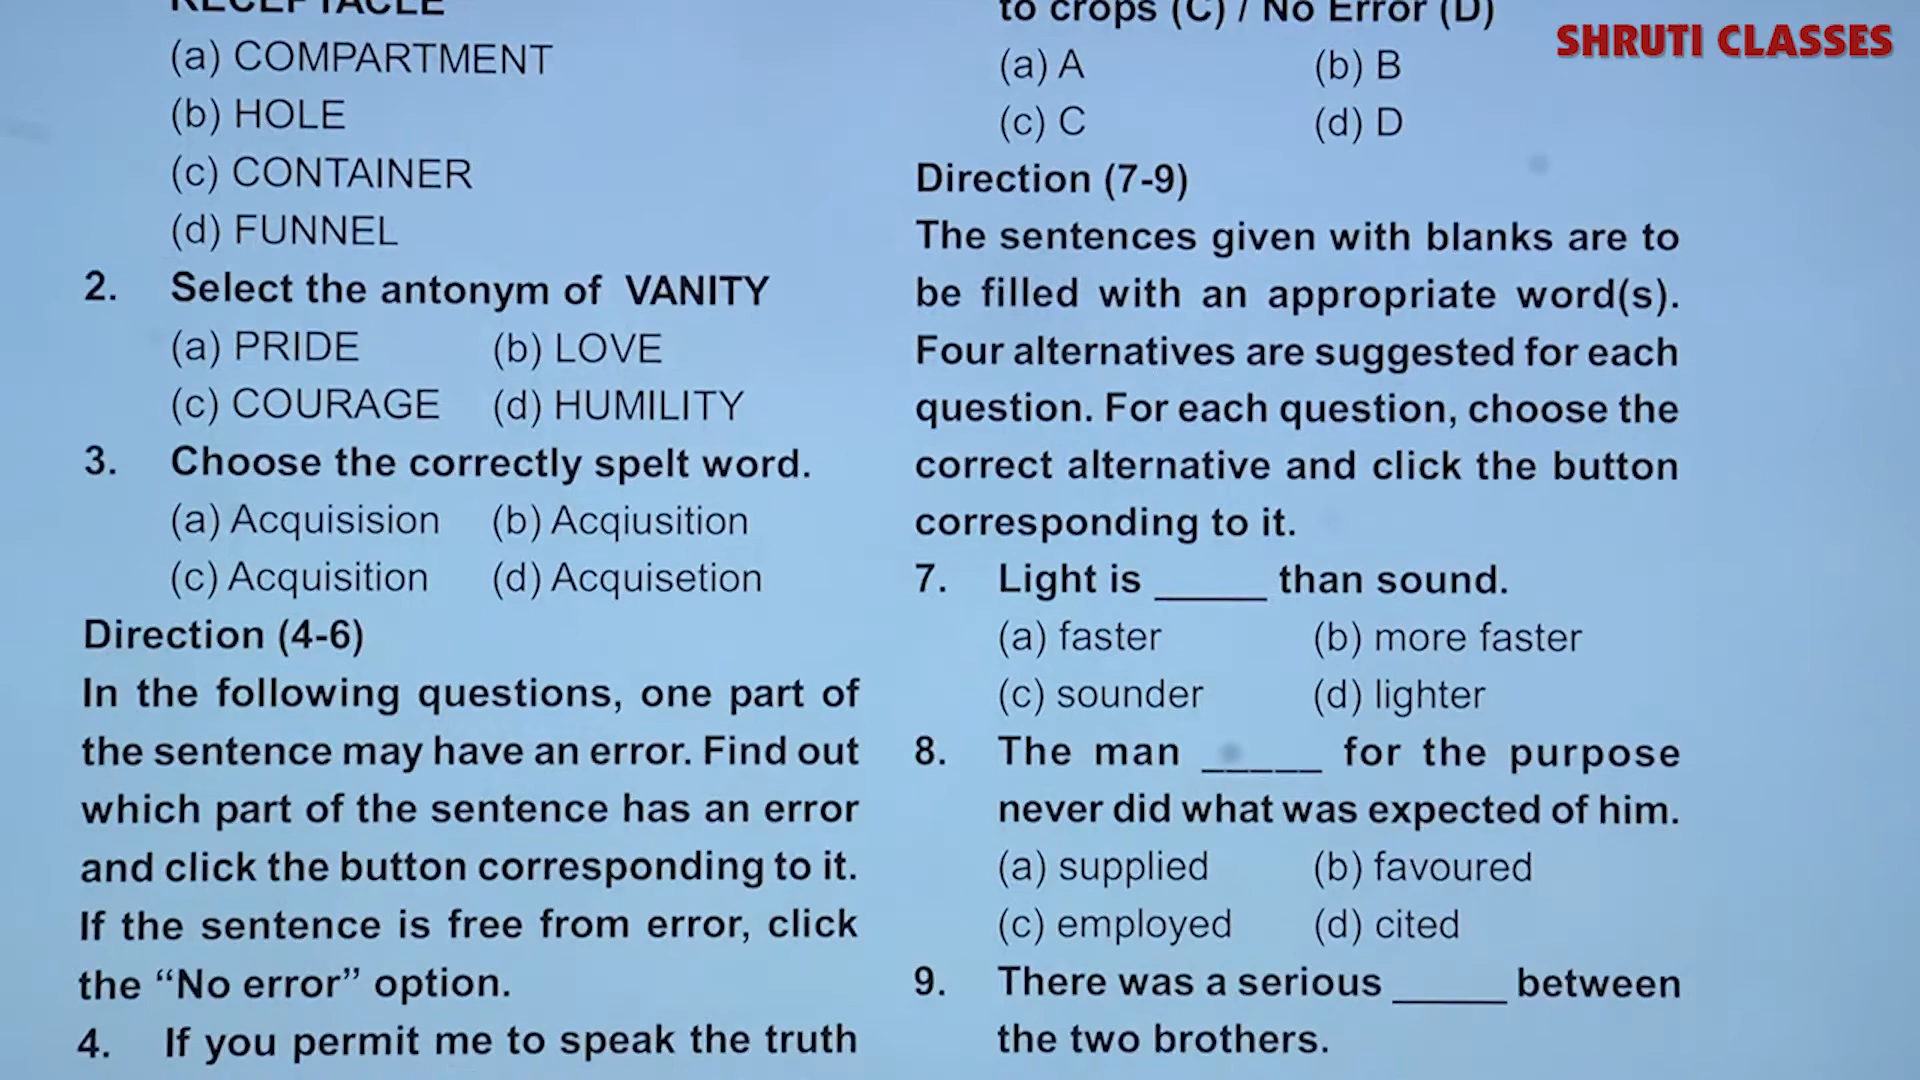 RECEPTACLE
(a) COMPARTMENT
(b) HOLE
(c) CONTAINER
(d) FUNNEL
2. Select the antonym of VANITY
(a) PRIDE (b) LOVE
(c) COURAGE (d) HUMILITY
3. Choose the correctly spelt word.
(a) Acquisision (b) Acqiusition
(c) Acquisition (d) Acquisetion
Direction (4-6)
In the following questions, one part of
the sentence may have an error. Find out
which part of the sentence has an error
and click the button corresponding to it.
If the sentence is free from error, click
the “No error” option.
4. If you permit me to speak the truth
to crops (C) / No Error (D)
(a) A (b) B
(c) C (d) D
Direction (7-9)
The sentences given with blanks are to
be filled with an appropriate word(s).
Four alternatives are suggested for each
question. For each question, choose the
correct alternative and click the button
corresponding to it.
7. Light is _____ than sound.
(a) faster (b) more faster
(c) sounder (d) lighter
8. The man _____ for the purpose
never did what was expected of him.
(a) supplied (b) favoured
(c) employed (d) cited
9. There was a serious _____ between
the two brothers.
SHRUTI CLASSES